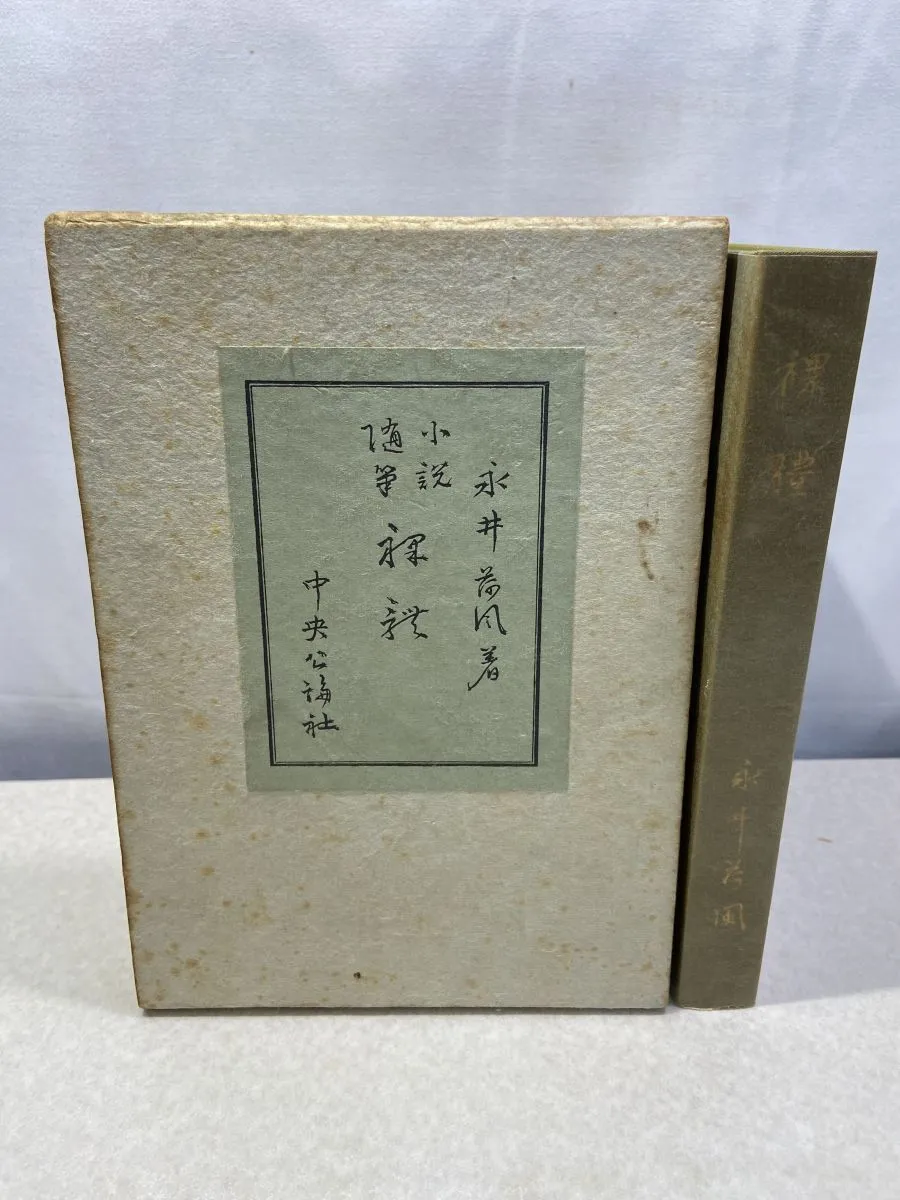 永井荷風著
小説
随筆
裸體
中央公論社
裸體
永井荷風